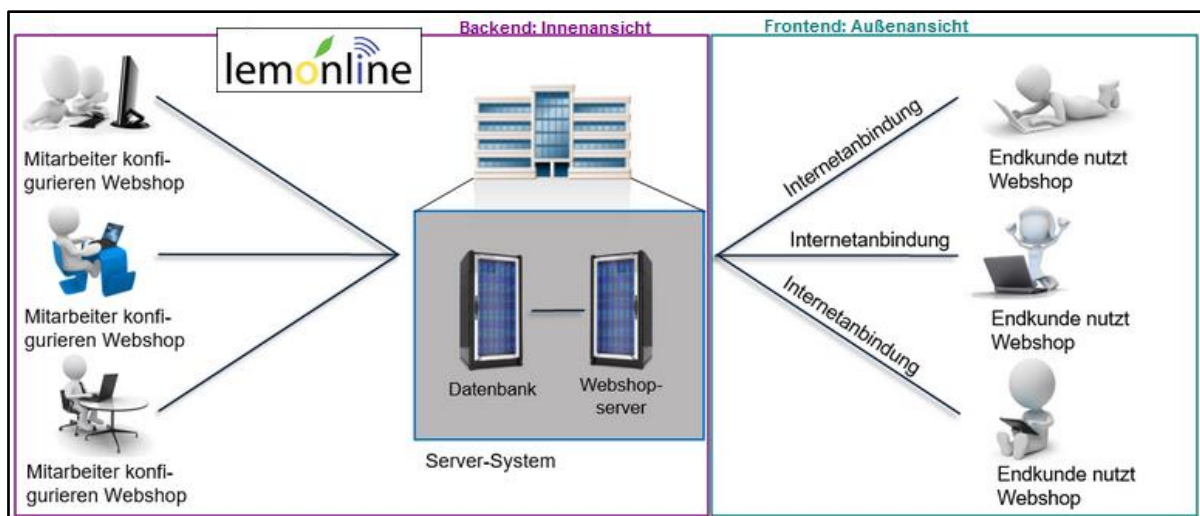 Backend: Innenansicht
Frontend: Außenansicht
lemonline
Mitarbeiter konfi-
gurieren Webshop
Mitarbeiter konfi-
gurieren Webshop
Mitarbeiter konfi-
gurieren Webshop
Datenbank
Webshop-
server
Server-System
Internetanbindung
Internetanbindung
Internetanbindung
Endkunde nutzt
Webshop
Endkunde nutzt
Webshop
Endkunde nutzt
Webshop